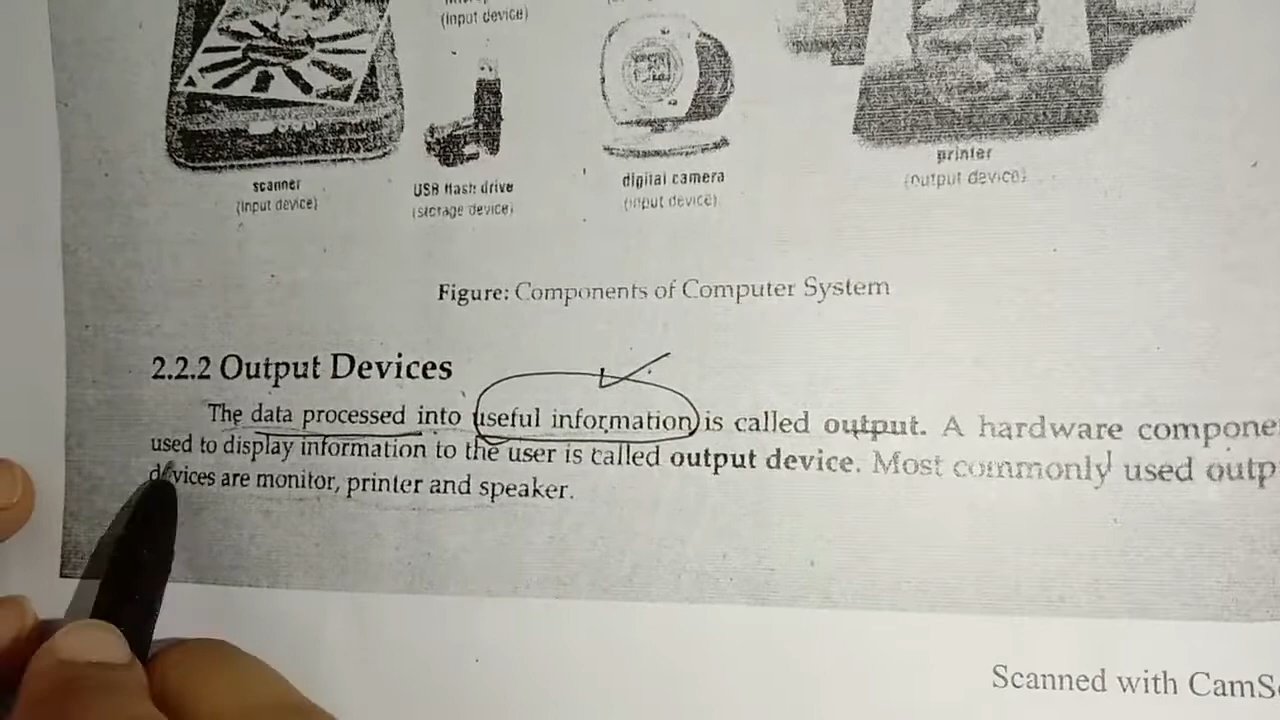 (input device)
scanner
(input device)
USB flash drive
(storage device)
digital camera
(input device)
printer
(output device)
Figure: Components of Computer System
2.2.2 Output Devices
The data processed into useful information is called output. A hardware compone
used to display information to the user is called output device. Most commonly used outp
devices are monitor, printer and speaker.
Scanned with CamS